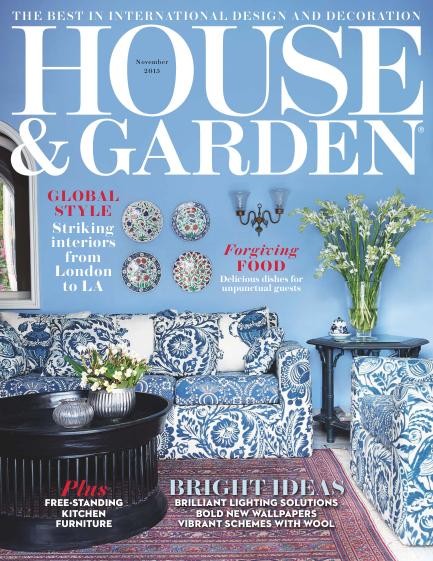 THE BEST IN INTERNATIONAL DESIGN AND DECORATION
HOUSE
November
2015
& GARDEN®
GLOBAL
STYLE
Striking
interiors
from
London
to LA
Forgiving
FOOD
Delicious dishes for
unpunctual guests
Plus
FREE-STANDING
KITCHEN
FURNITURE
BRIGHT IDEAS
BRILLIANT LIGHTING SOLUTIONS
BOLD NEW WALLPAPERS
VIBRANT SCHEMES WITH WOOL